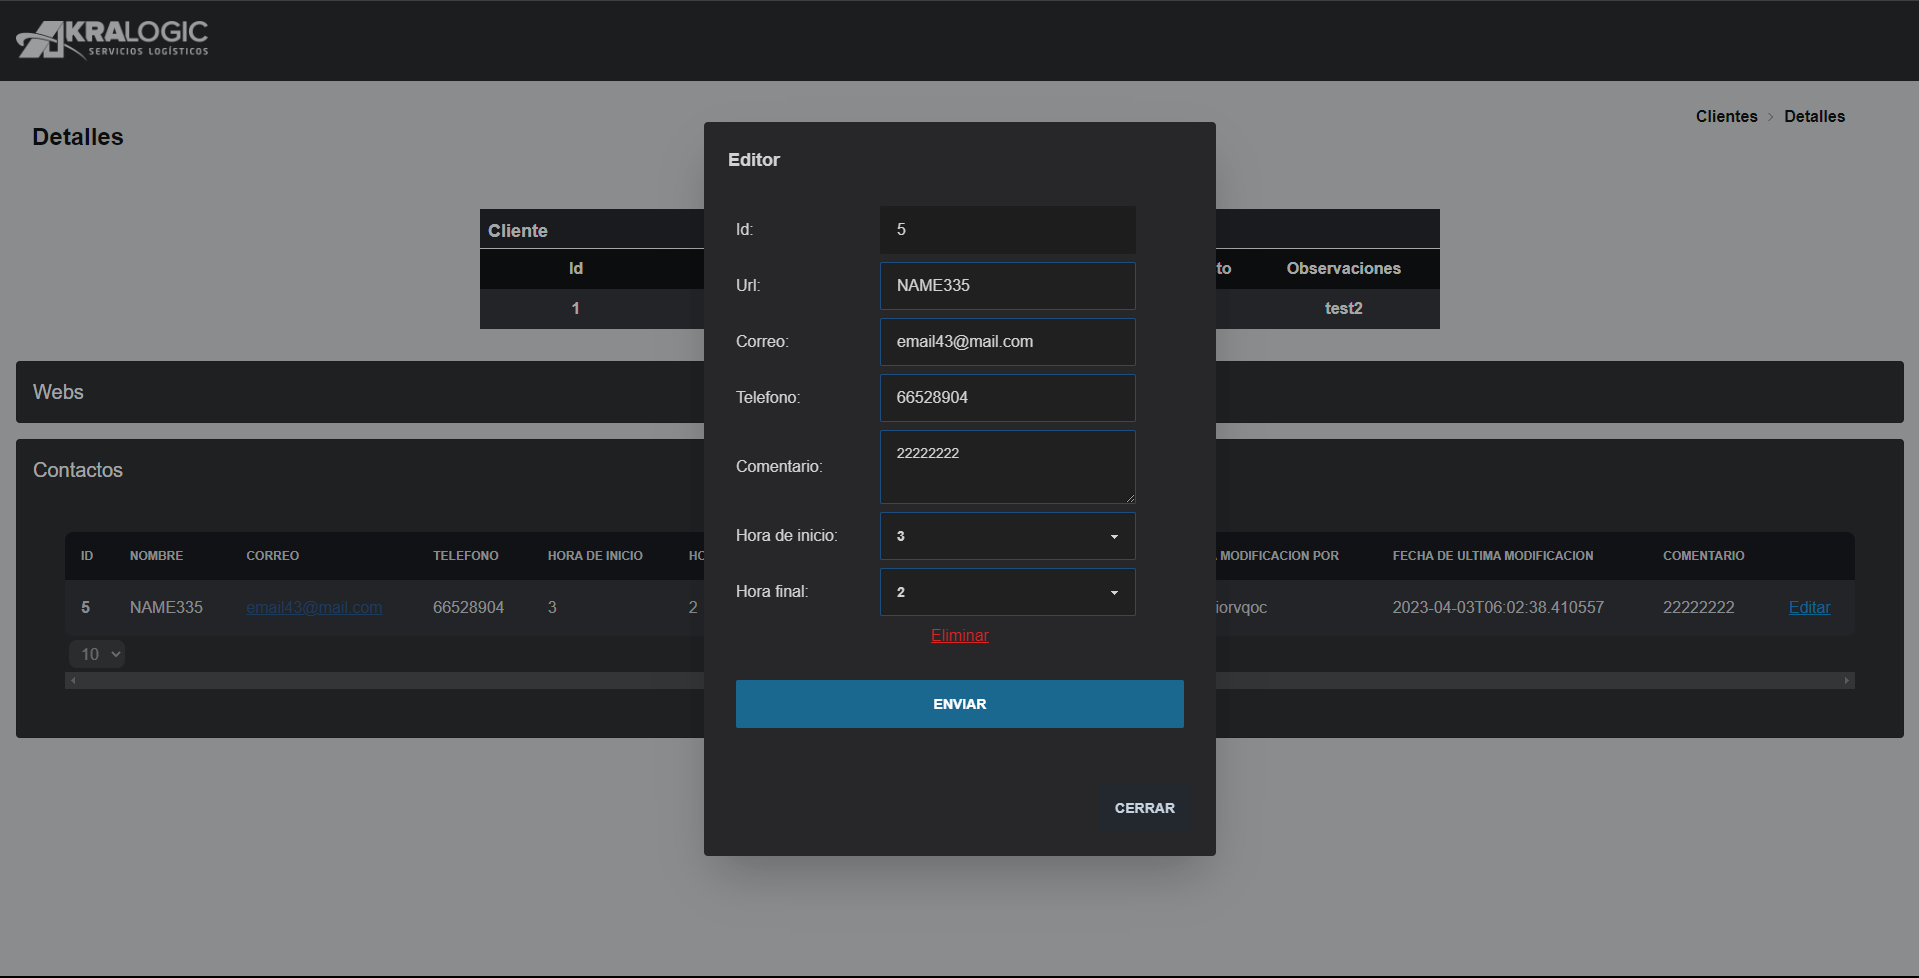 AKRALOGIC
SERVICIOS LOGÍSTICOS
Clientes > Detalles
Detalles
Cliente
Id Observaciones
1 test2
Webs
Contactos
ID NOMBRE CORREO TELEFONO HORA DE INICIO MODIFICACION POR FECHA DE ULTIMA MODIFICACION COMENTARIO
5 NAME335 email43@mail.com 66528904 3 2 iorvqoc 2023-04-03T06:02:38.410557 22222222 Editar
10
Editor
Id: 5
Url: NAME335
Correo: email43@mail.com
Telefono: 66528904
Comentario: 22222222
Hora de inicio: 3
Hora final: 2
Eliminar
ENVIAR
CERRAR